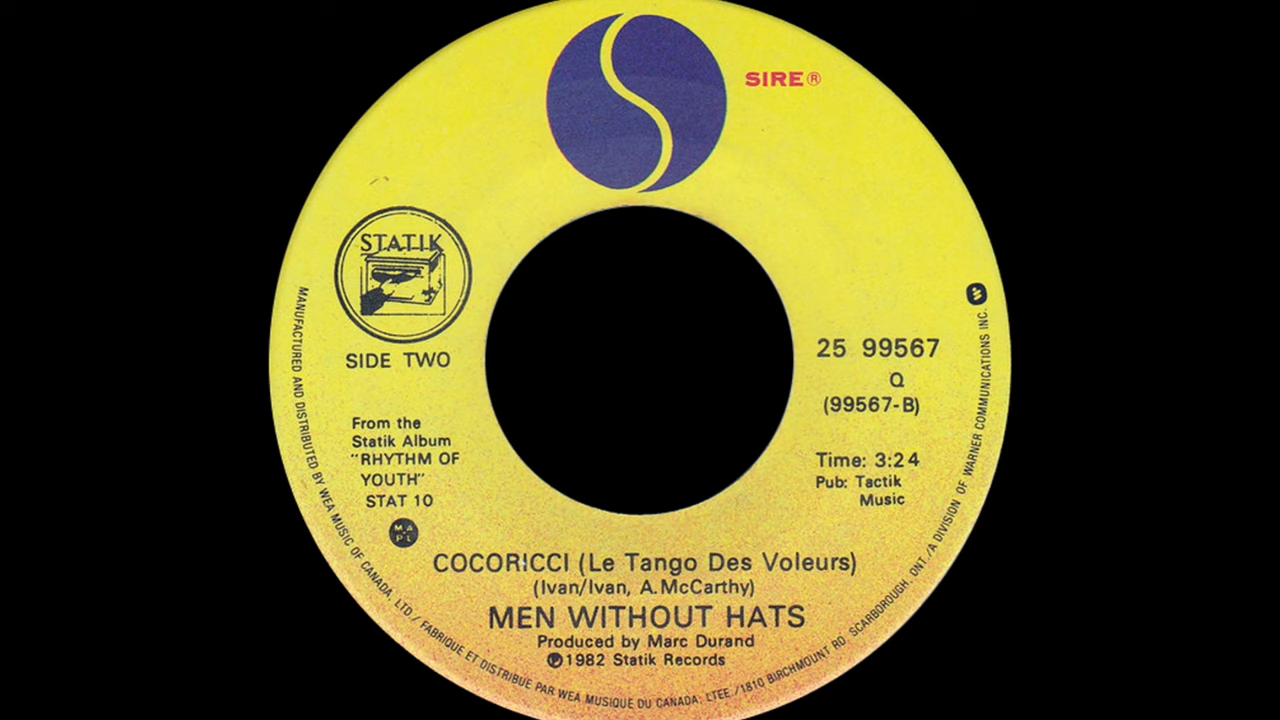 SIRE®
STATIK
SIDE TWO
From the
Statik Album
"RHYTHM OF
YOUTH"
STAT 10
M A
P L
25 99567
Q
(99567-B)
Time: 3:24
Pub: Tactik
Music
COCORICCI (Le Tango Des Voleurs)
(Ivan/Ivan, A.McCarthy)
MEN WITHOUT HATS
Produced by Marc Durand
℗1982 Statik Records
MANUFACTURED AND DISTRIBUTED BY WEA MUSIC OF CANADA, LTD./ FABRIQUE ET DISTRIBUE PAR WEA MUSIQUE DU CANADA, LTEE./1810 BIRCHMOUNT RD. SCARBOROUGH, ONT./A DIVISION OF WARNER COMMUNICATIONS INC.